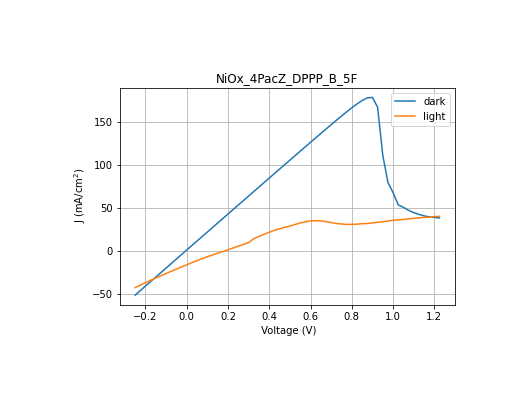 NiOx_4PacZ_DPPP_B_5F
dark
light
J (mA/cm²)
150
100
50
0
−50
−0.2 0.0 0.2 0.4 0.6 0.8 1.0 1.2
Voltage (V)